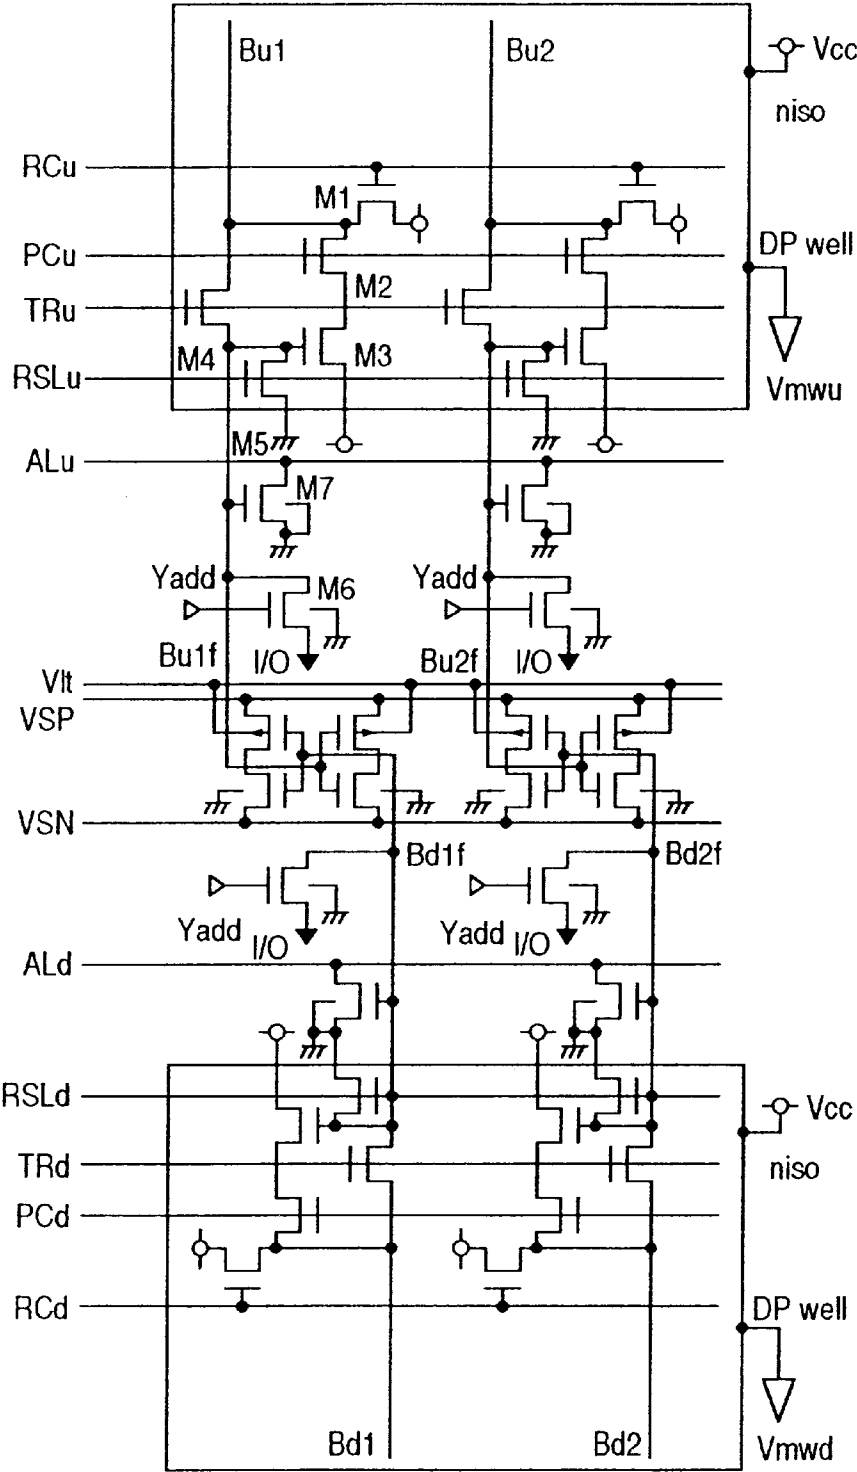 Bu1
Bu2
Vcc
niso
RCu
M1
PCu
DP well
M2
TRu
M4
M3
RSLu
Vmwu
M5
ALu
M7
Yadd
M6
Yadd
Bu1f
I/O
Bu2f
I/O
Vlt
VSP
VSN
Bd1f
Bd2f
Yadd
I/O
Yadd
I/O
ALd
RSLd
Vcc
TRd
niso
PCd
RCd
DP well
Bd1
Bd2
Vmwd